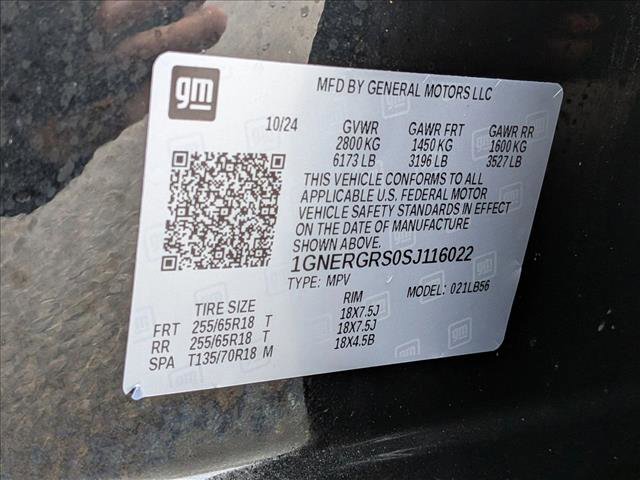 gm
MFD BY GENERAL MOTORS LLC
10/24 GVWR GAWR FRT GAWR RR
2800 KG 1450 KG 1600 KG
6173 LB 3196 LB 3527 LB
THIS VEHICLE CONFORMS TO ALL
APPLICABLE U.S. FEDERAL MOTOR
VEHICLE SAFETY STANDARDS IN EFFECT
ON THE DATE OF MANUFACTURE
SHOWN ABOVE.
1GNERGRS0SJ116022
TYPE: MPV MODEL: 021LB56
TIRE SIZE RIM
FRT 255/65R18 T 18X7.5J
RR 255/65R18 T 18X7.5J
SPA T135/70R18 M 18X4.5B